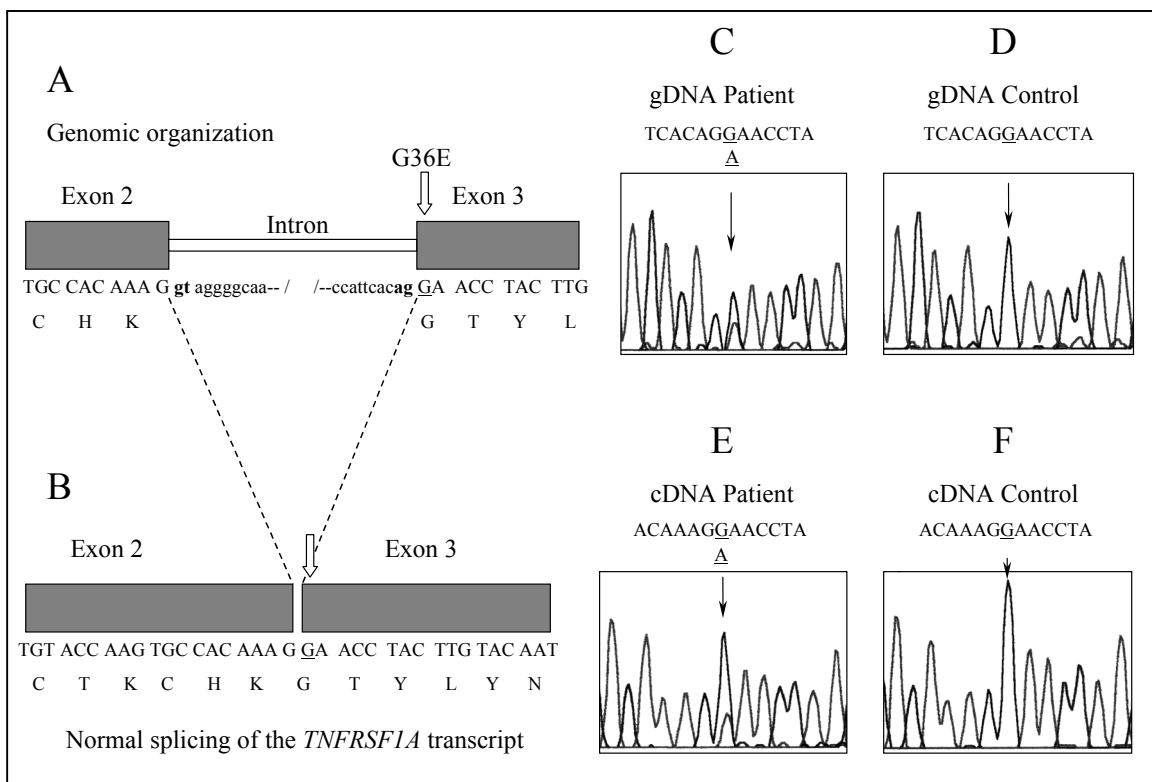 A
Genomic organization
G36E
Exon 2
Intron
Exon 3
TGC CAC AAA G gt aggggcaa-- / /--ccattcacag GA ACC TAC TTG
C H K G T Y L
B
Exon 2
Exon 3
TGT ACC AAG TGC CAC AAA G GA ACC TAC TTG TAC AAT
C T K C H K G T Y L Y N
Normal splicing of the TNFRSF1A transcript
C
gDNA Patient
TCACAGGAACCTA
A
D
gDNA Control
TCACAGGAACCTA
E
cDNA Patient
ACAAAGGAACCTA
A
F
cDNA Control
ACAAAGGAACCTA